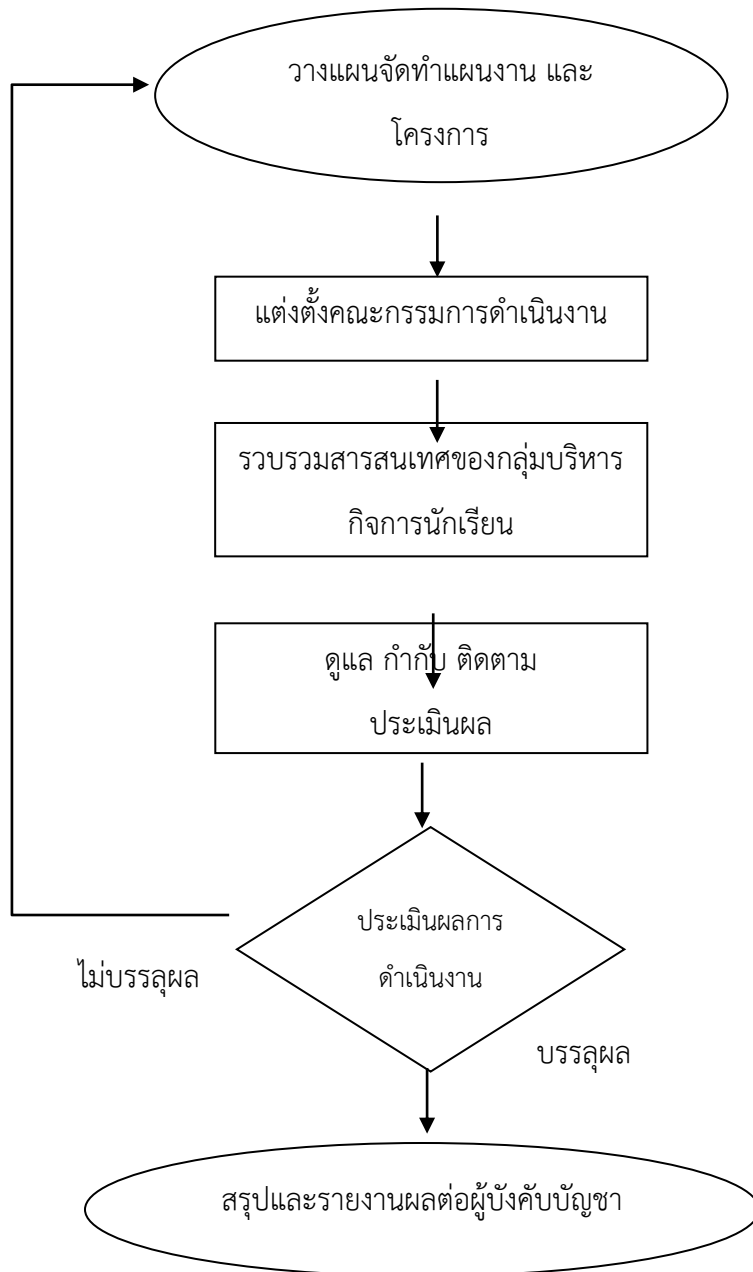 วางแผนจัดทำแผนงาน และ
โครงการ
แต่งตั้งคณะกรรมการดำเนินงาน
รวบรวมสารสนเทศของกลุ่มบริหาร
กิจการนักเรียน
ดูแล กำกับ ติดตาม
ประเมินผล
ประเมินผลการ
ดำเนินงาน
ไม่บรรลุผล
บรรลุผล
สรุปและรายงานผลต่อผู้บังคับบัญชา